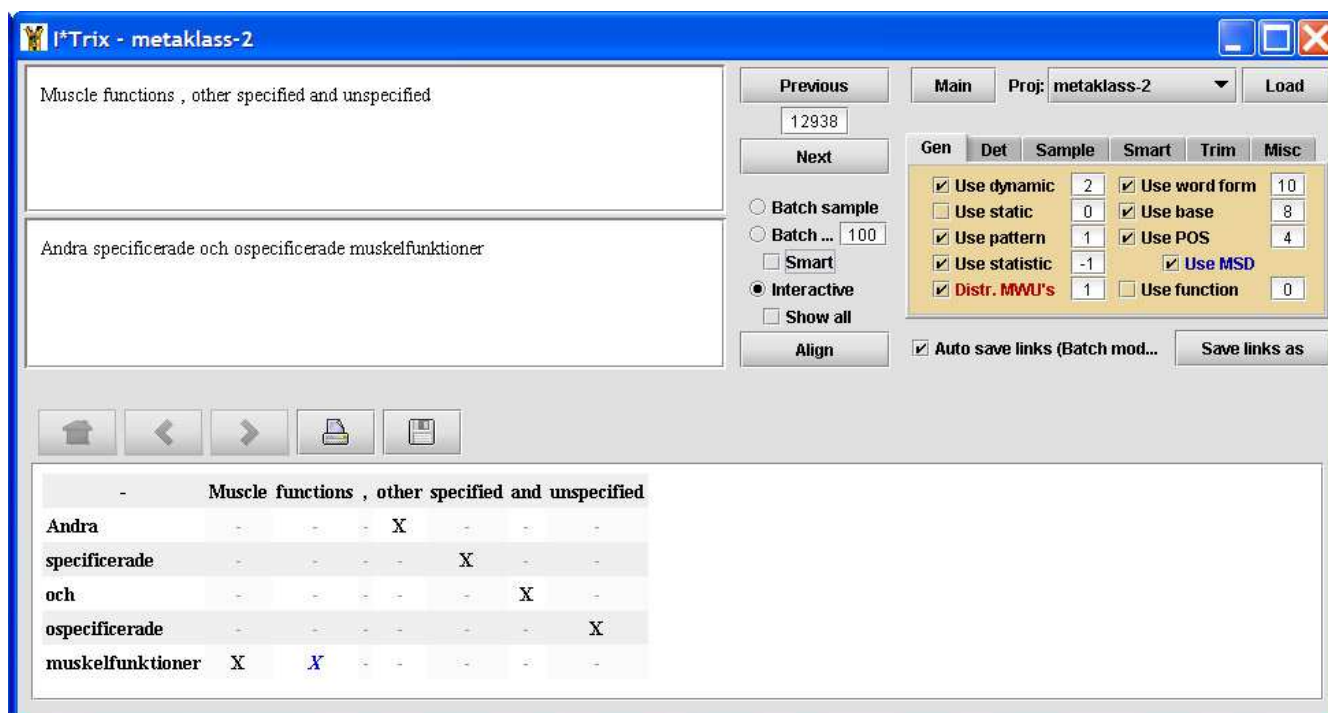 I*Trix - metaklass-2
Muscle functions , other specified and unspecified
Andra specificerade och ospecificerade muskelfunktioner
Previous
12938
Next
Batch sample
Batch ... 100
Smart
Interactive
Show all
Align
Main Proj: metaklass-2 Load
Gen Det Sample Smart Trim Misc
Use dynamic 2 Use word form 10
Use static 0 Use base 8
Use pattern 1 Use POS 4
Use statistic -1 Use MSD
Distr. MWU's 1 Use function 0
Auto save links (Batch mod... Save links as
- Muscle functions , other specified and unspecified
Andra - - - X - - -
specificerade - - - - X - -
och - - - - - X -
ospecificerade - - - - - - X
muskelfunktioner X X - - - - -